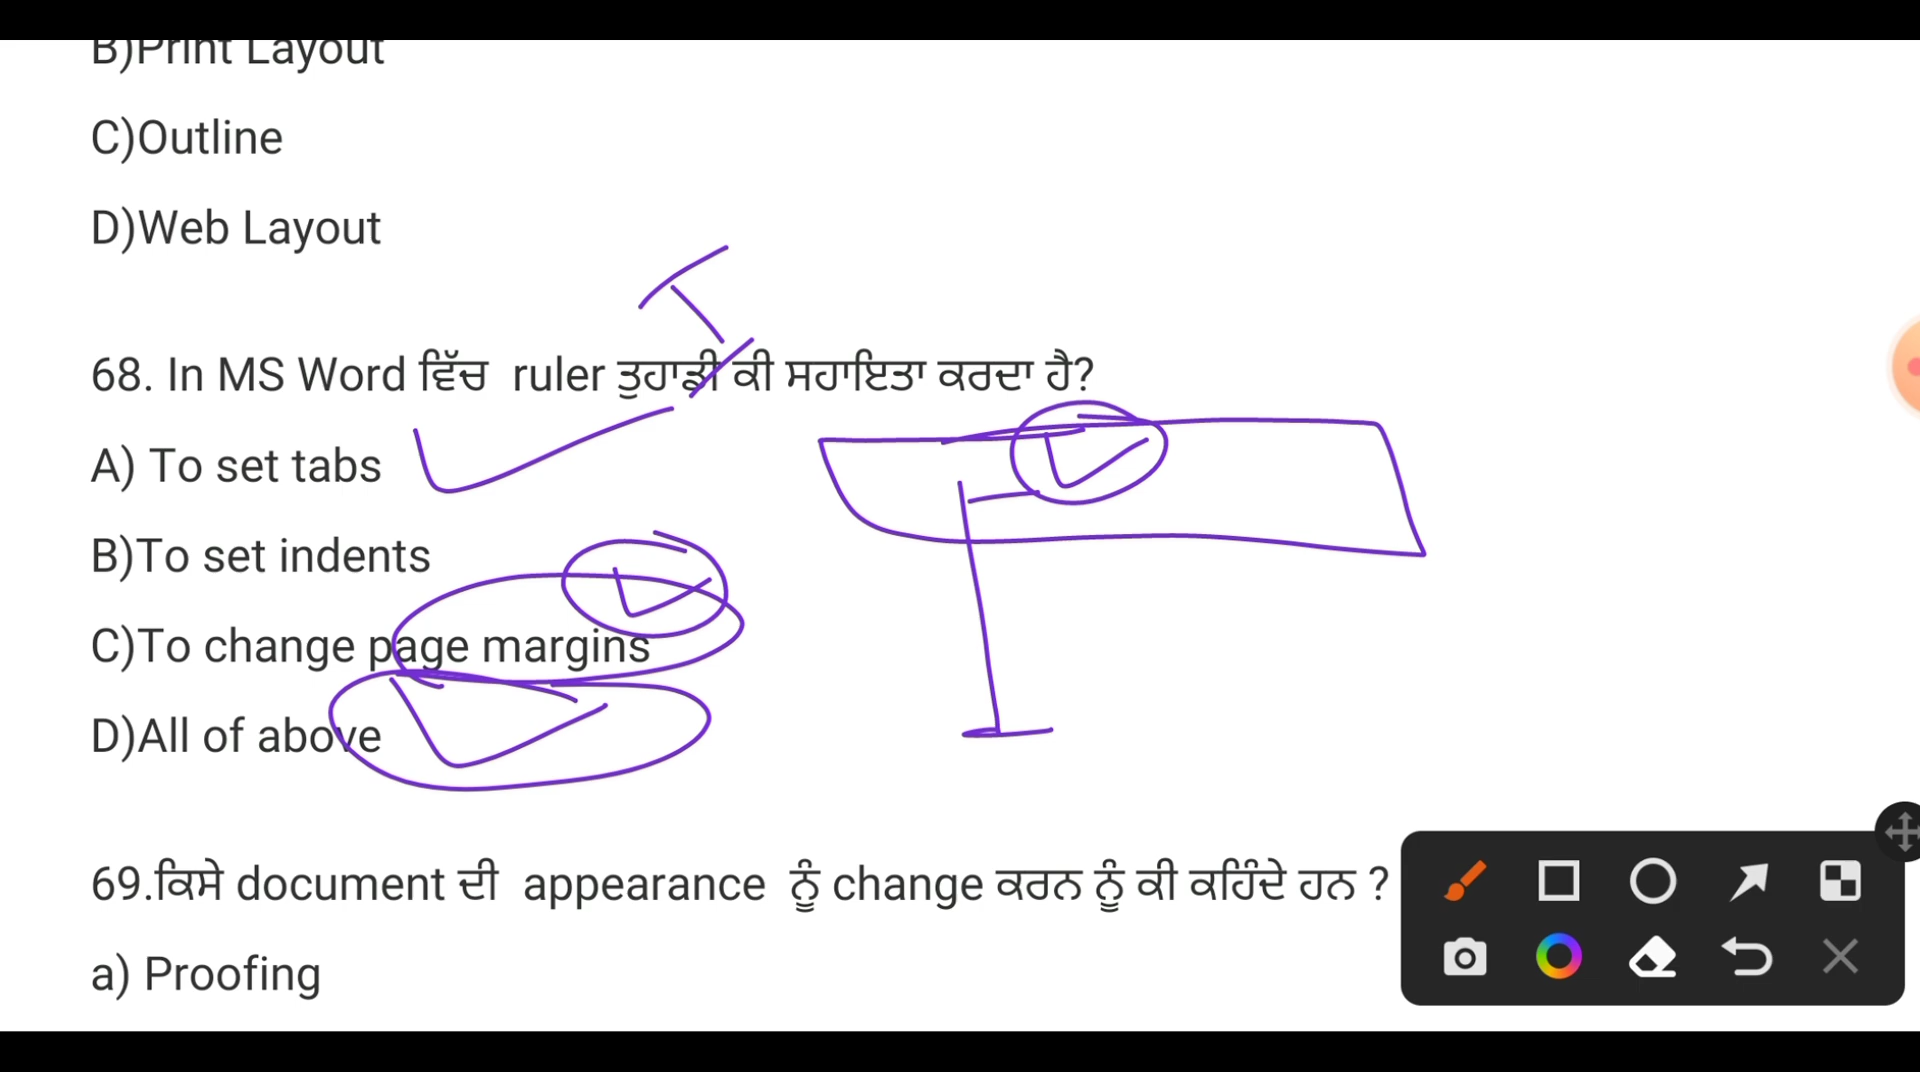 B)Print Layout
C)Outline
D)Web Layout
68. In MS Word ਵਿੱਚ ruler ਤੁਹਾਡੀ ਕੀ ਸਹਾਇਤਾ ਕਰਦਾ ਹੈ?
A) To set tabs
B)To set indents
C)To change page margins
D)All of above
69.ਕਿਸੇ document ਦੀ appearance ਨੂੰ change ਕਰਨ ਨੂੰ ਕੀ ਕਹਿੰਦੇ ਹਨ ?
a) Proofing